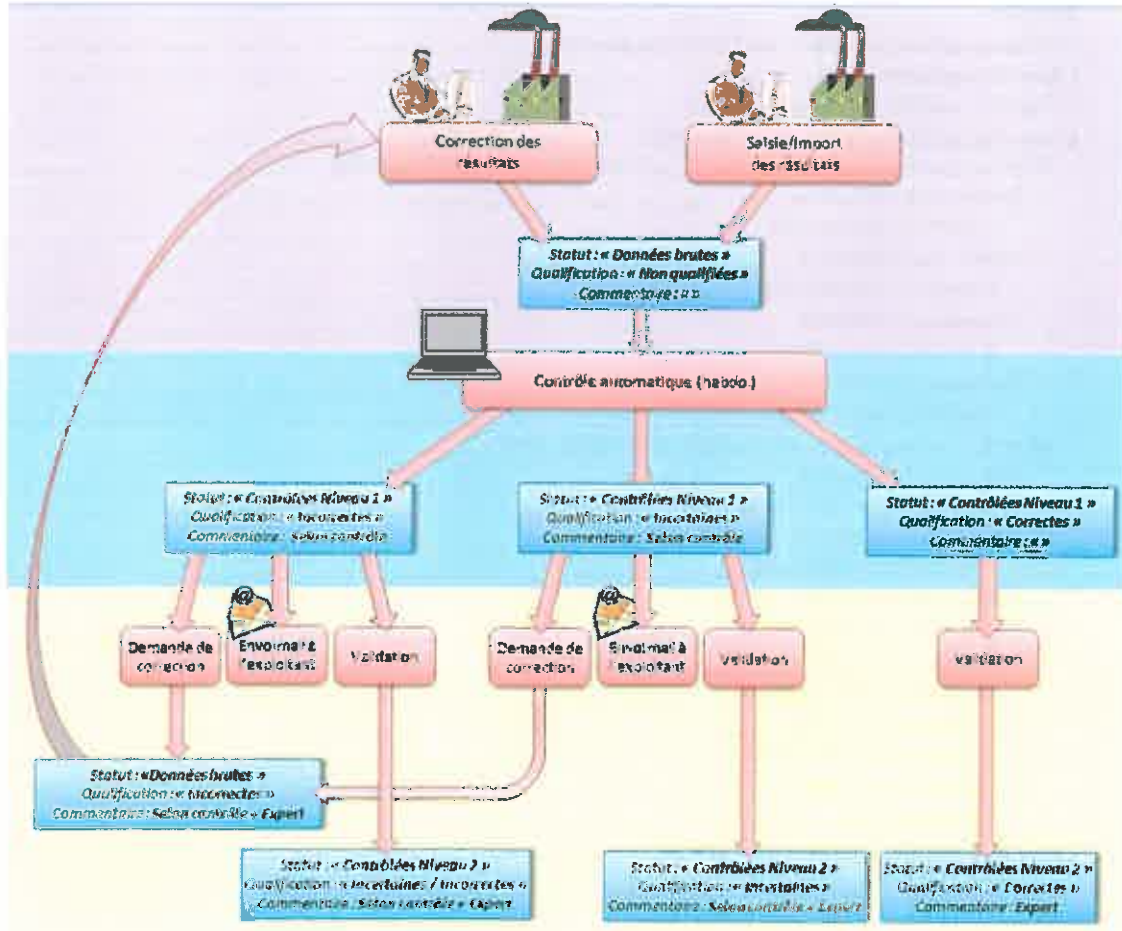 Correction des
résultats
Saisie/Import
des résultats
Statut : « Données brutes »
Qualification : « Non qualifiées »
Commentaire : « »
Contrôle automatique (hebdo.)
Statut : « Contrôlées Niveau 1 »
Qualification : « Incorrectes »
Commentaire : Selon contrôle
Statut : « Contrôlées Niveau 1 »
Qualification : « Incertaines »
Commentaire : Selon contrôle
Statut : « Contrôlées Niveau 1 »
Qualification : « Correctes »
Commentaire : « »
@
@
Demande de
correction
Envoi mail à
l'exploitant
Validation
Demande de
correction
Envoi mail à
l'exploitant
Validation
Validation
Statut : «Données brutes »
Qualification : « Incorrectes »
Commentaire : Selon contrôle + Expert
Statut : « Contrôlées Niveau 2 »
Qualification : « Incertaines / Incorrectes »
Commentaire : Selon contrôle + Expert
Statut : « Contrôlées Niveau 2 »
Qualification : « Incertaines »
Commentaire : Selon contrôle + Expert
Statut : « Contrôlées Niveau 2 »
Qualification : « Correctes »
Commentaire : Expert